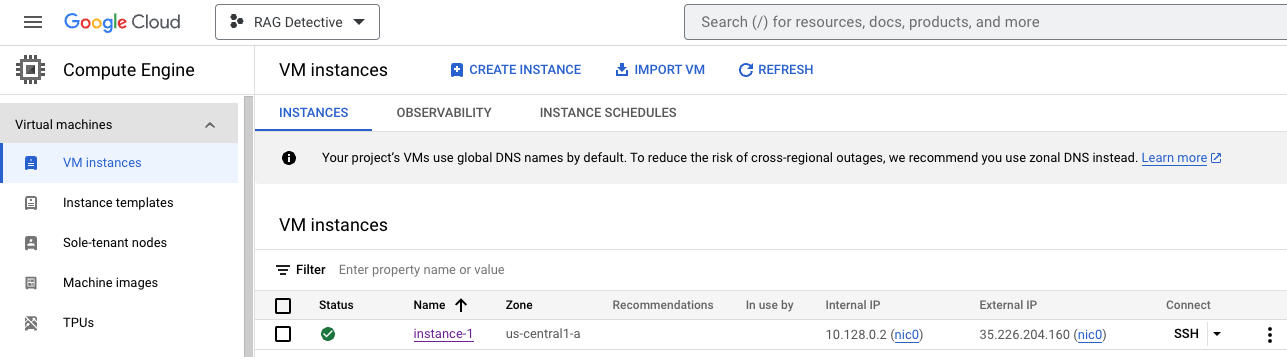 Google Cloud RAG Detective Search (/) for resources, docs, products, and more
Compute Engine VM instances CREATE INSTANCE IMPORT VM REFRESH
Virtual machines INSTANCES OBSERVABILITY INSTANCE SCHEDULES
VM instances Your project's VMs use global DNS names by default. To reduce the risk of cross-regional outages, we recommend you use zonal DNS instead. Learn more
Instance templates
VM instances
Sole-tenant nodes
Filter Enter property name or value
Machine images
Status Name Zone Recommendations In use by Internal IP External IP Connect
TPUs
instance-1 us-central1-a 10.128.0.2 (nic0) 35.226.204.160 (nic0) SSH